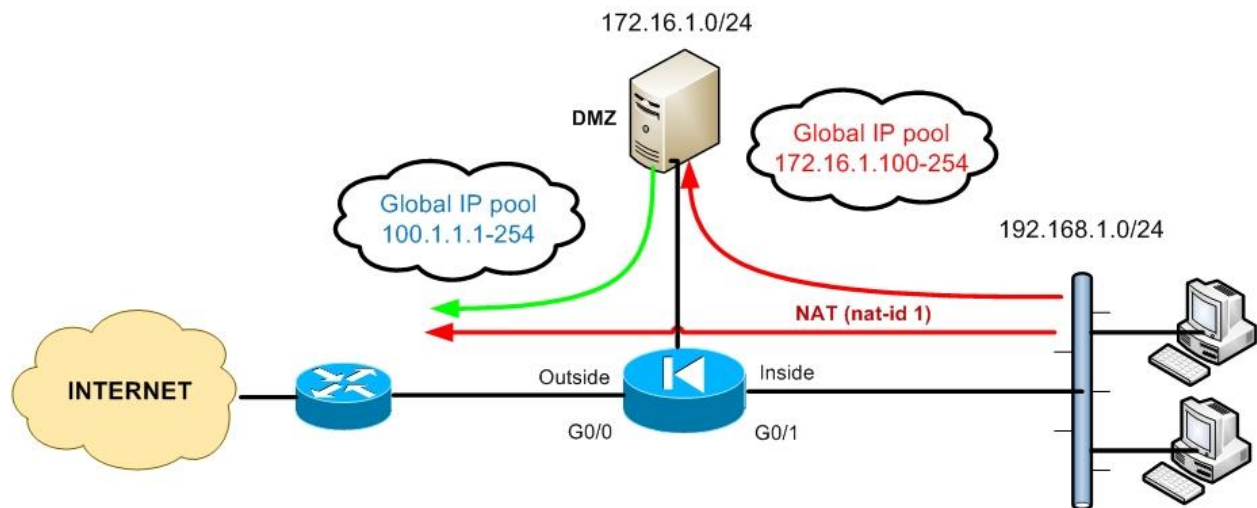 172.16.1.0/24
DMZ
Global IP pool
172.16.1.100-254
Global IP pool
100.1.1.1-254
192.168.1.0/24
NAT (nat-id 1)
INTERNET
Outside
Inside
G0/0
G0/1